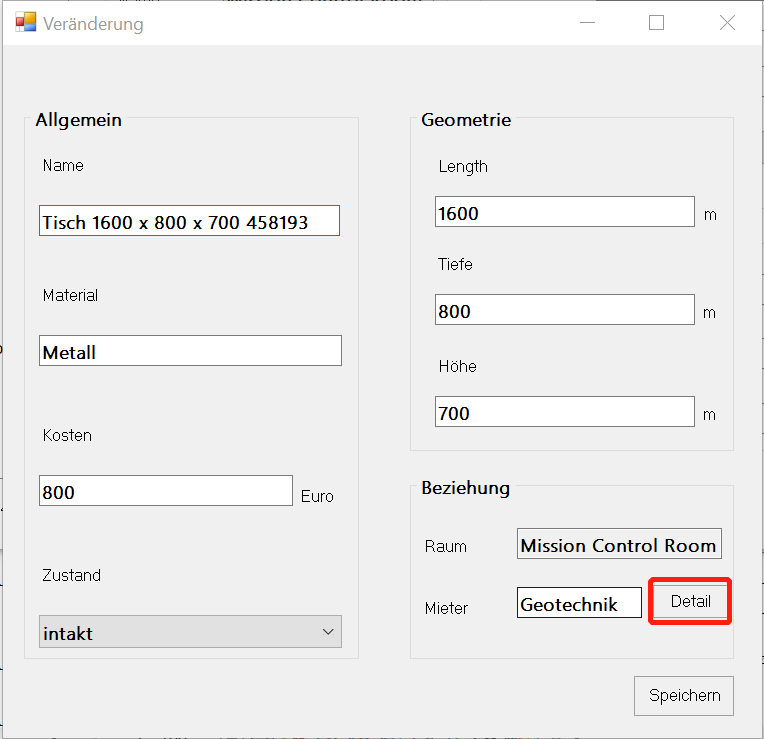 Veränderung
Allgemein
Name
Tisch 1600 x 800 x 700 458193
Material
Metall
Kosten
800
Euro
Zustand
intakt
Geometrie
Length
1600 m
Tiefe
800 m
Höhe
700 m
Beziehung
Raum Mission Control Room
Mieter Geotechnik Detail
Speichern